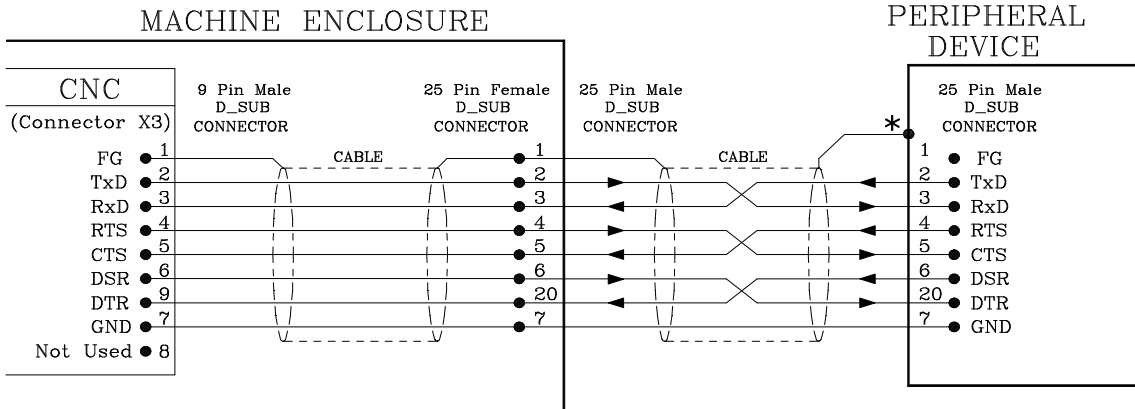 MACHINE ENCLOSURE
PERIPHERAL
DEVICE
CNC
(Connector X3)
9 Pin Male
D_SUB
CONNECTOR
25 Pin Female
D_SUB
CONNECTOR
25 Pin Male
D_SUB
CONNECTOR
25 Pin Male
D_SUB
CONNECTOR
*
CABLE
CABLE
FG 1 1 1 FG
TxD 2 2 2 TxD
RxD 3 3 3 RxD
RTS 4 4 4 RTS
CTS 5 5 5 CTS
DSR 6 6 6 DSR
DTR 9 20 20 DTR
GND 7 7 7 GND
Not Used 8